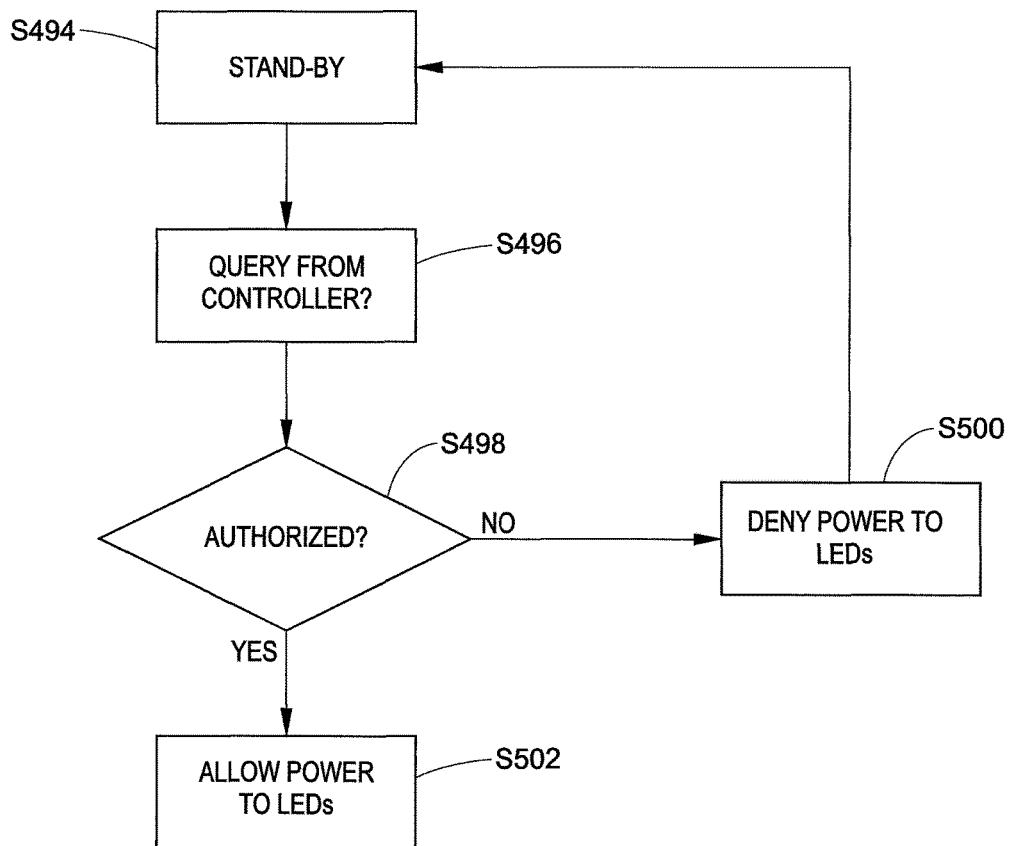 S494
STAND-BY
QUERY FROM
CONTROLLER?
S496
S498
AUTHORIZED?
NO
S500
DENY POWER TO
LEDs
YES
ALLOW POWER
TO LEDs
S502